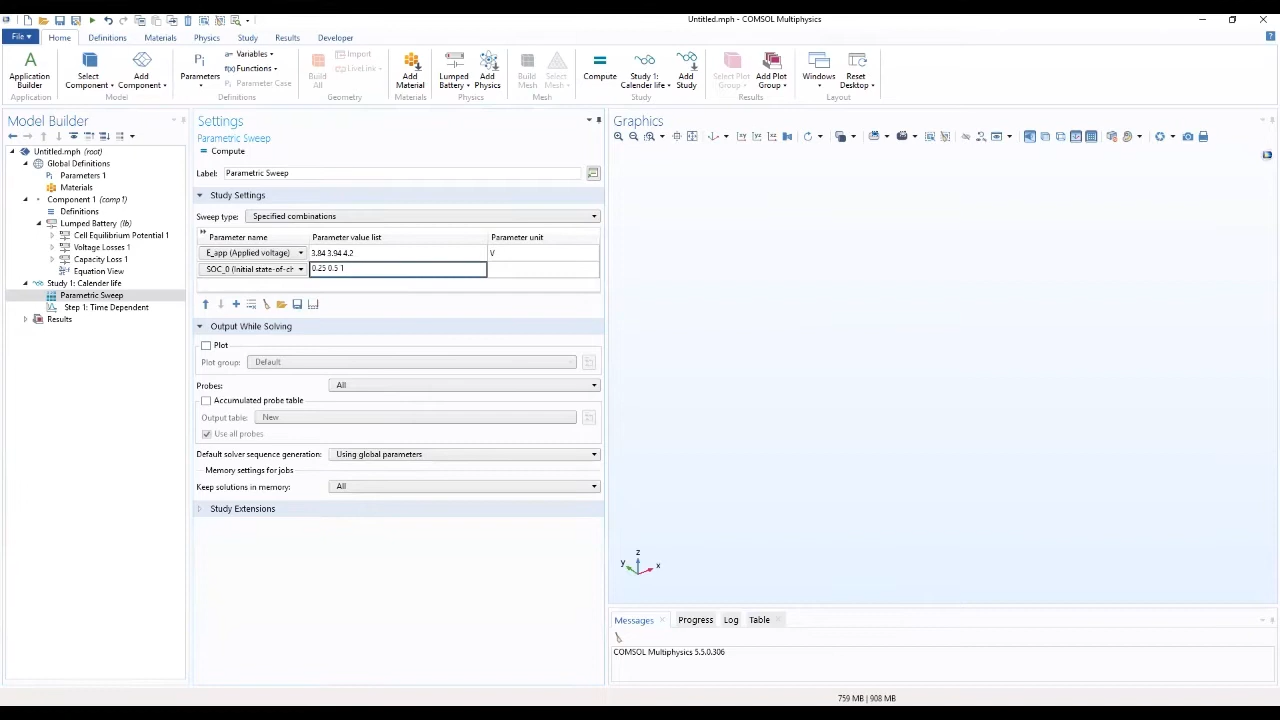 Untitled.mph - COMSOL Multiphysics
File
Home
Definitions
Materials
Physics
Study
Results
Developer
Application Builder
Application
Select Component
Add Component
Model
Parameters
a= Variables
f(x) Functions
Parameter Case
Definitions
Build All
Import
LiveLink
Geometry
Add Material
Materials
Lumped Battery
Add Physics
Physics
Build Mesh
Select Mesh
Mesh
Compute
Study 1: Calender life
Add Study
Study
Select Plot Group
Add Plot Group
Results
Windows
Reset Desktop
Layout
Model Builder
Untitled.mph (root)
Global Definitions
Parameters 1
Materials
Component 1 (comp1)
Definitions
Lumped Battery (lb)
Cell Equilibrium Potential 1
Voltage Losses 1
Capacity Loss 1
Equation View
Study 1: Calender life
Parametric Sweep
Step 1: Time Dependent
Results
Settings
Parametric Sweep
Compute
Label: Parametric Sweep
Study Settings
Sweep type: Specified combinations
Parameter name Parameter value list Parameter unit
E_app (Applied voltage) 3.84 3.94 4.2 V
SOC_0 (Initial state-of-ch 0.25 0.5 1
Output While Solving
Plot
Plot group: Default
Probes: All
Accumulated probe table
Output table: New
Use all probes
Default solver sequence generation: Using global parameters
Memory settings for jobs
Keep solutions in memory: All
Study Extensions
Graphics
z
y
x
Messages
Progress
Log
Table
COMSOL Multiphysics 5.5.0.306
759 MB | 908 MB